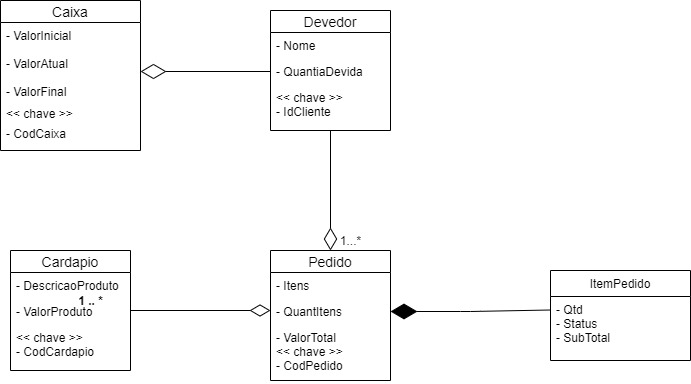 Caixa
- ValorInicial
- ValorAtual
- ValorFinal
<< chave >>
- CodCaixa
Devedor
- Nome
- QuantiaDevida
<< chave >>
- IdCliente
1...*
Cardapio
- DescricaoProduto
1 .. *
- ValorProduto
<< chave >>
- CodCardapio
Pedido
- Itens
- QuantItens
- ValorTotal
<< chave >>
- CodPedido
ItemPedido
- Qtd
- Status
- SubTotal